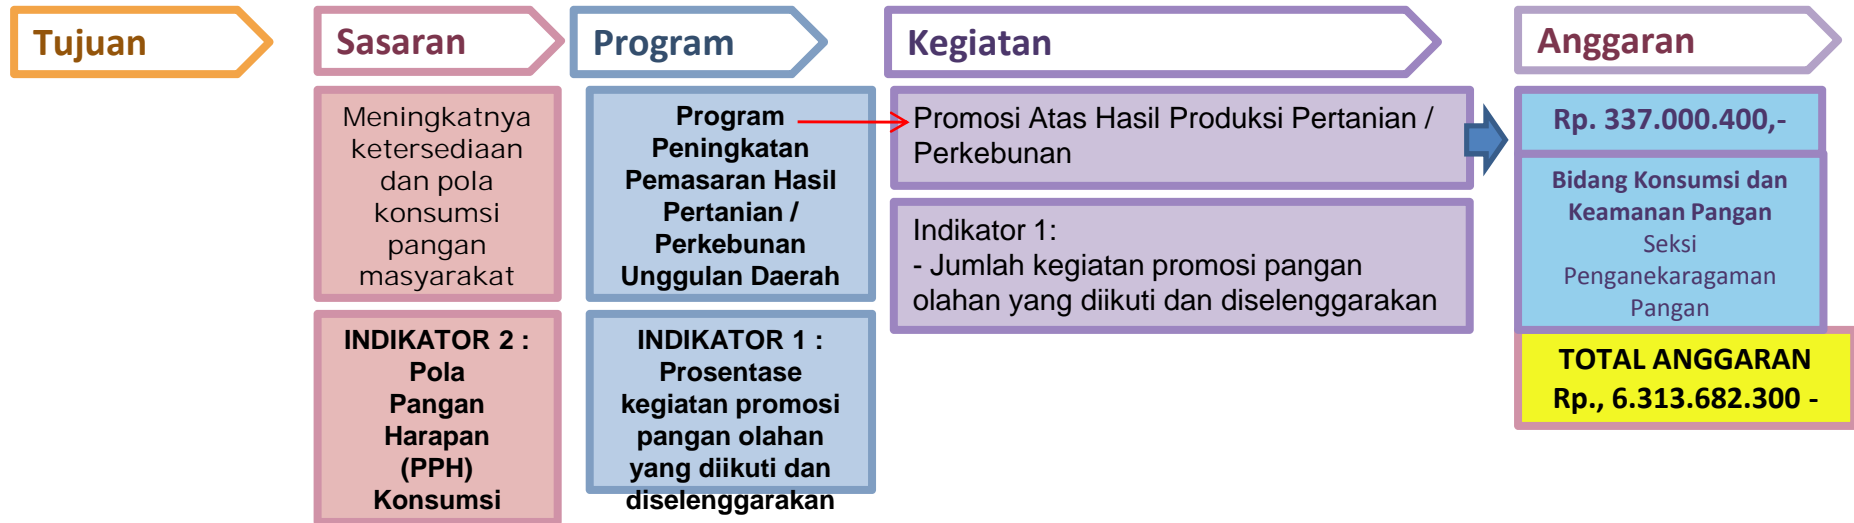 Tujuan
Sasaran
Program
Kegiatan
Anggaran
Meningkatnya
ketersediaan
dan pola
konsumsi
pangan
masyarakat
INDIKATOR 2 :
Pola
Pangan
Harapan
(PPH)
Konsumsi
Program
Peningkatan
Pemasaran Hasil
Pertanian /
Perkebunan
Unggulan Daerah
INDIKATOR 1 :
Prosentase
kegiatan promosi
pangan olahan
yang diikuti dan
diselenggarakan
Promosi Atas Hasil Produksi Pertanian /
Perkebunan
Indikator 1:
- Jumlah kegiatan promosi pangan
olahan yang diikuti dan diselenggarakan
Rp. 337.000.400,-
Bidang Konsumsi dan
Keamanan Pangan
Seksi
Penganekaragaman
Pangan
TOTAL ANGGARAN
Rp., 6.313.682.300 -